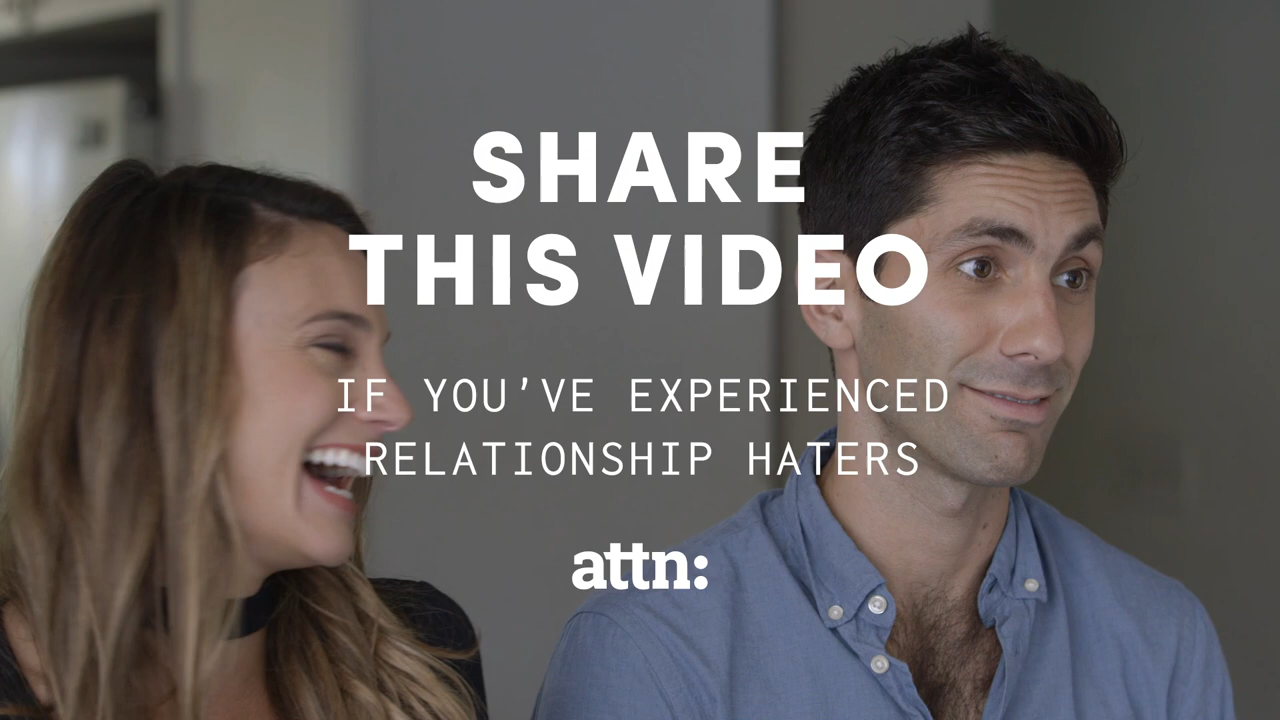 SHARE
THIS VIDEO
IF YOU'VE EXPERIENCED
RELATIONSHIP HATERS
attn: